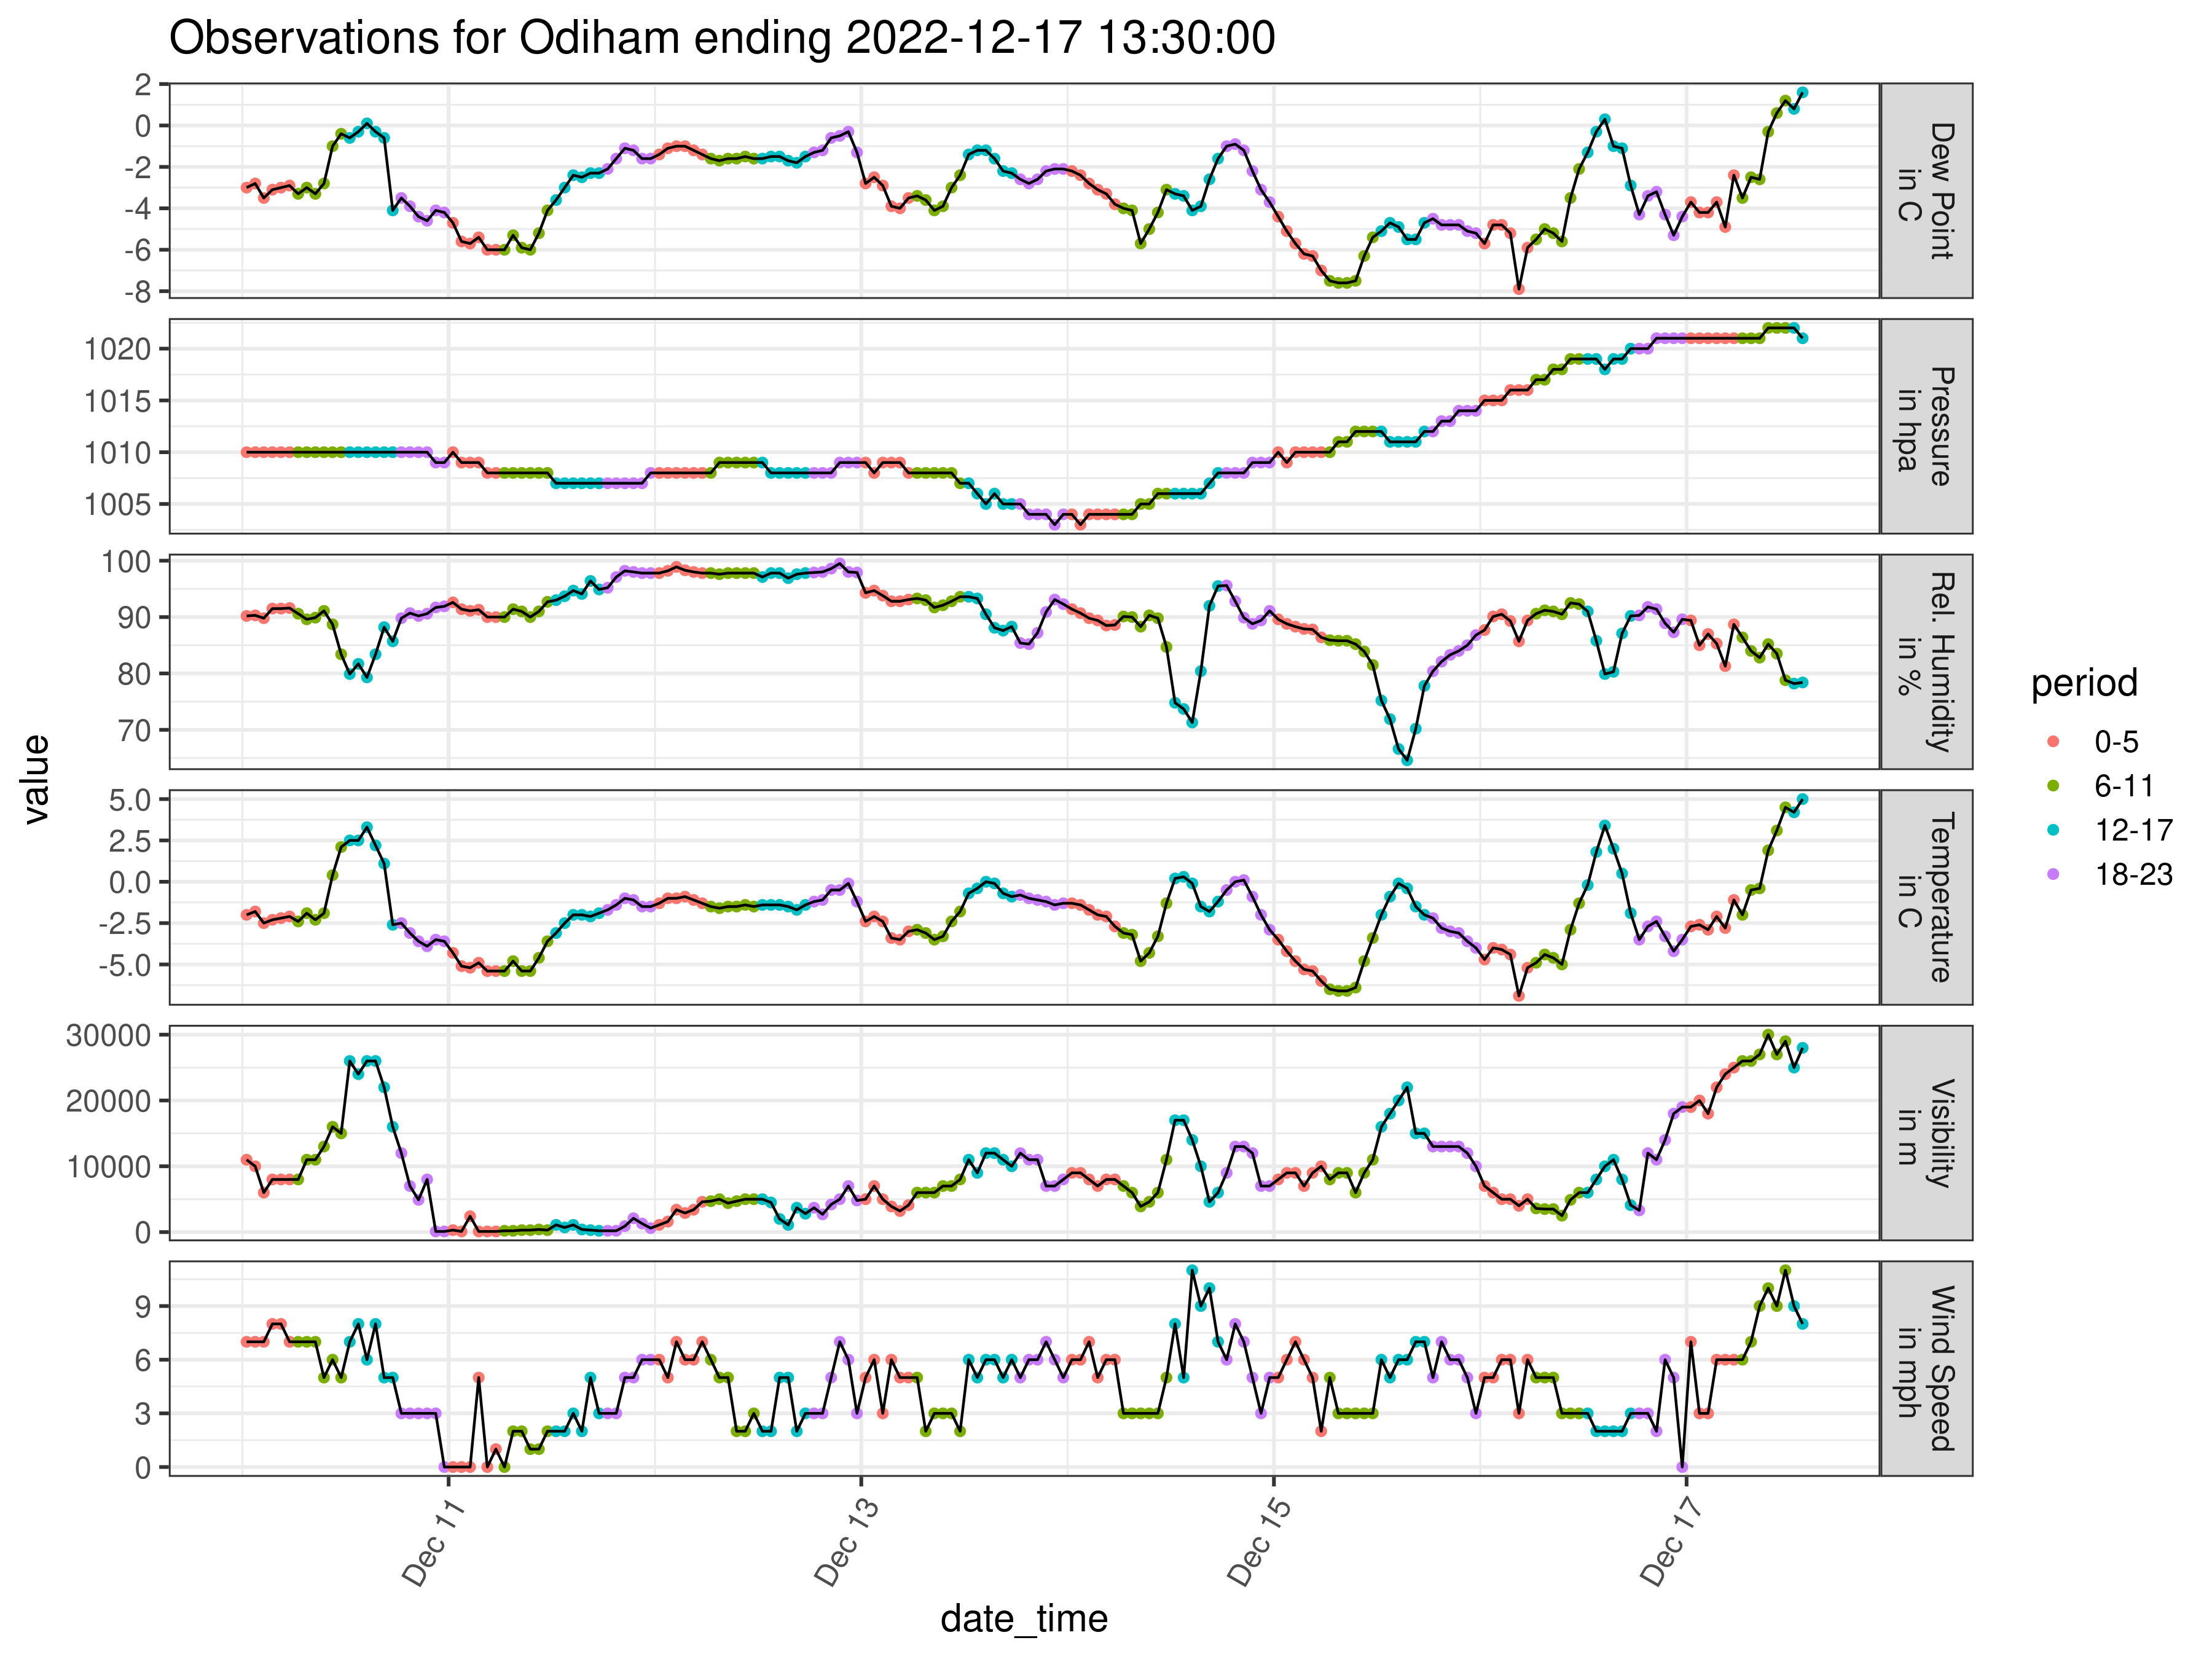 Observations for Odiham ending 2022-12-17 13:30:00
value
2
0
-2
-4
-6
-8
Dew Point
in C
1020
1015
1010
1005
Pressure
in hpa
100
90
80
70
Rel. Humidity
in %
5.0
2.5
0.0
-2.5
-5.0
Temperature
in C
30000
20000
10000
0
Visibility
in m
9
6
3
0
Wind Speed
in mph
Dec 11
Dec 13
Dec 15
Dec 17
date_time
period
0-5
6-11
12-17
18-23